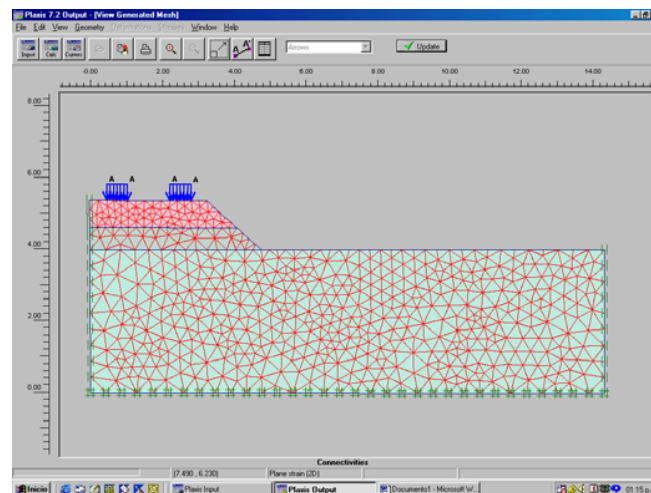 Plaxis 7.2 Output - [View Generated Mesh]
File Edit View Geometry Deformations Stresses Window Help
Input Calc Curves Arrows Update
-0.00 2.00 4.00 6.00 8.00 10.00 12.00 14.00
8.00
6.00
A A A A
4.00
2.00
0.00
Connectivities
(7.490 , 6.230) Plane strain (2D)
Inicio Plaxis Input Plaxis Output Documento1 - Microsoft W... 01:15 p.